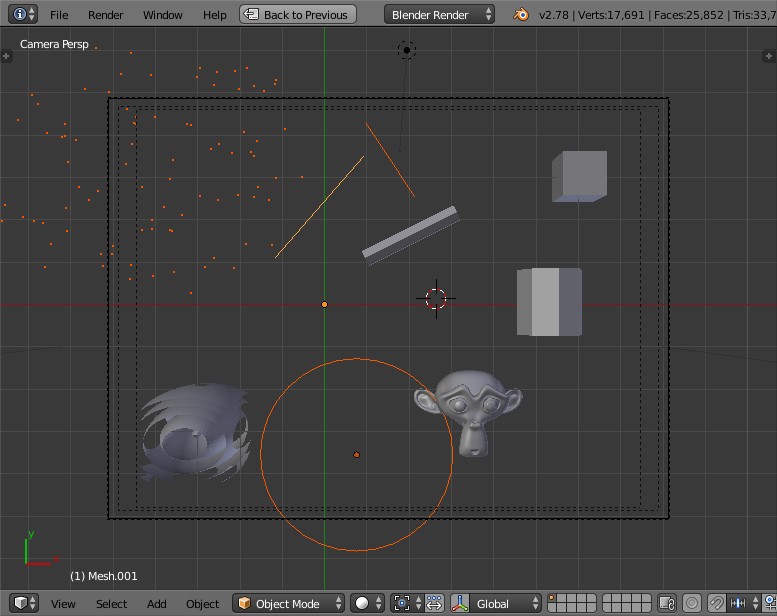 File Render Window Help Back to Previous Blender Render v2.78 | Verts:17,691 | Faces:25,852 | Tris:33,7
Camera Persp
y
(1) Mesh.001
View Select Add Object Object Mode Global